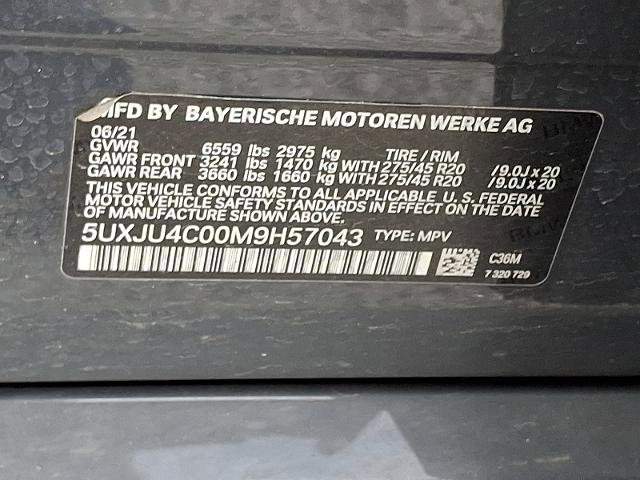 MFD BY BAYERISCHE MOTOREN WERKE AG
06/21
GVWR 6559 lbs 2975 kg TIRE / RIM
GAWR FRONT 3241 lbs 1470 kg WITH 275/45 R20 /9.0J x 20
GAWR REAR 3660 lbs 1660 kg WITH 275/45 R20 /9.0J x 20
THIS VEHICLE CONFORMS TO ALL APPLICABLE U. S. FEDERAL
MOTOR VEHICLE SAFETY STANDARDS IN EFFECT ON THE DATE
OF MANUFACTURE SHOWN ABOVE.
5UXJU4C00M9H57043 TYPE: MPV
C36M
7 320 729